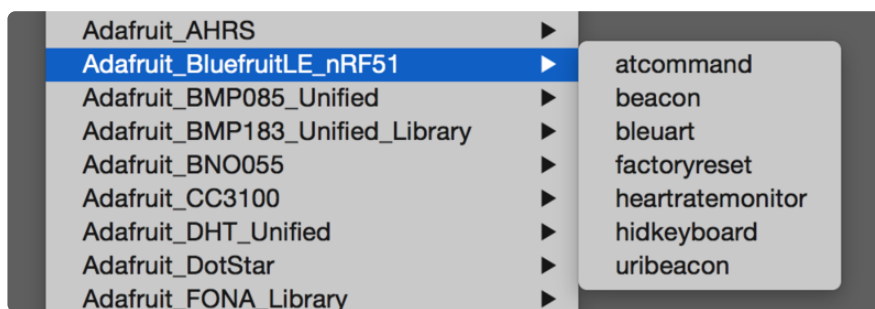 Adafruit_AHRS
Adafruit_BluefruitLE_nRF51
Adafruit_BMP085_Unified
Adafruit_BMP183_Unified_Library
Adafruit_BNO055
Adafruit_CC3100
Adafruit_DHT_Unified
Adafruit_DotStar
Adafruit_FONA_Library
atcommand
beacon
bleuart
factoryreset
heartratemonitor
hidkeyboard
uribeacon